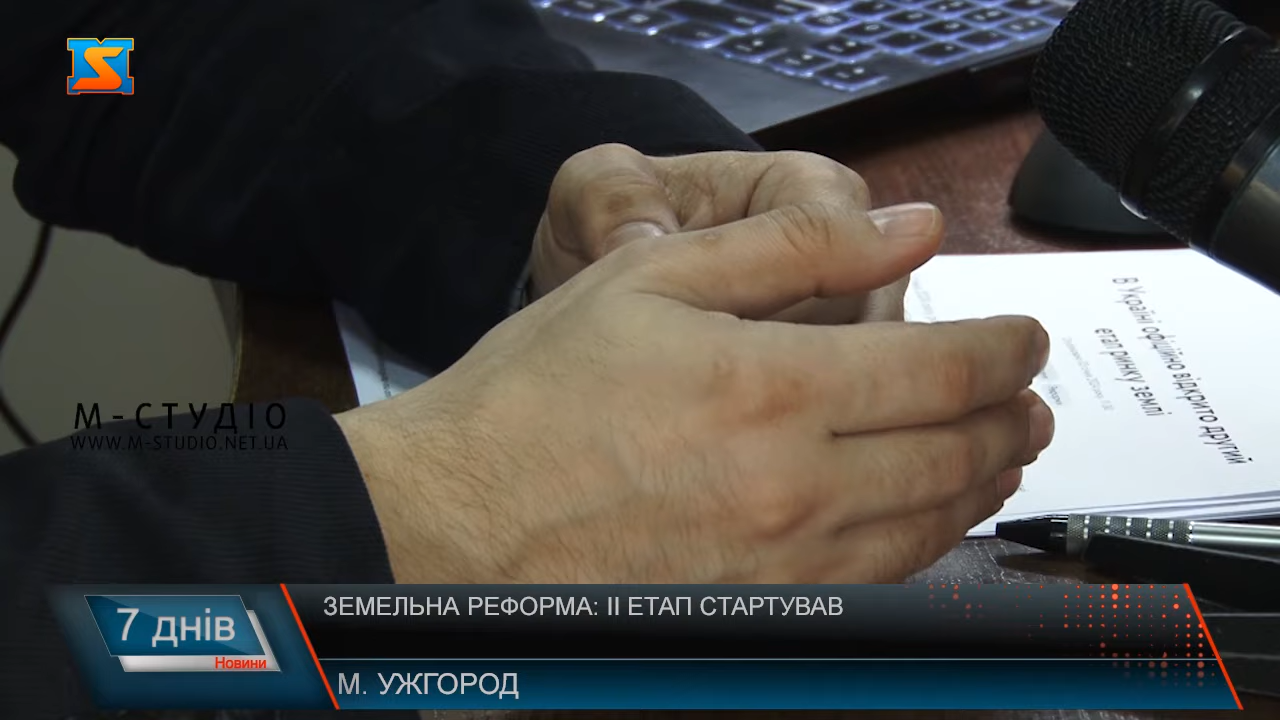 М-СТУДІО
WWW.M-STUDIO.NET.UA
В Україні офіційно відкрито другий
етап ринку землі
7 днів
Новини
ЗЕМЕЛЬНА РЕФОРМА: ІІ ЕТАП СТАРТУВАВ
М. УЖГОРОД